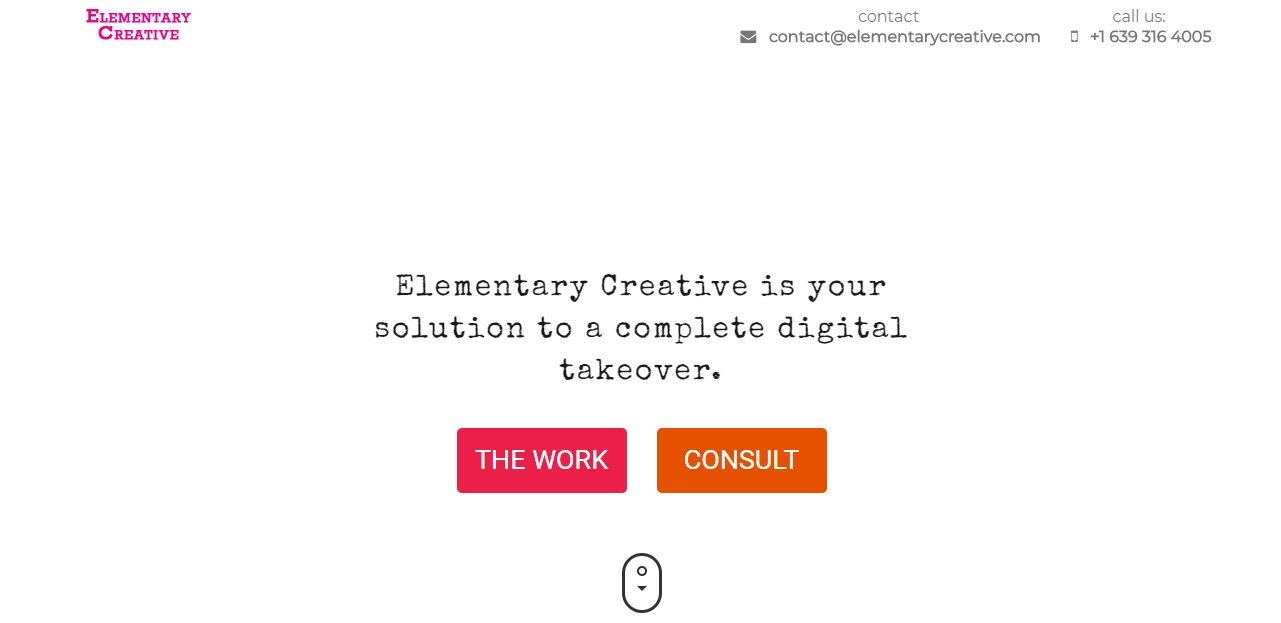 ELEMENTARY
CREATIVE
contact
contact@elementarycreative.com
call us:
+1 639 316 4005
Elementary Creative is your
solution to a complete digital
takeover.
THE WORK
CONSULT